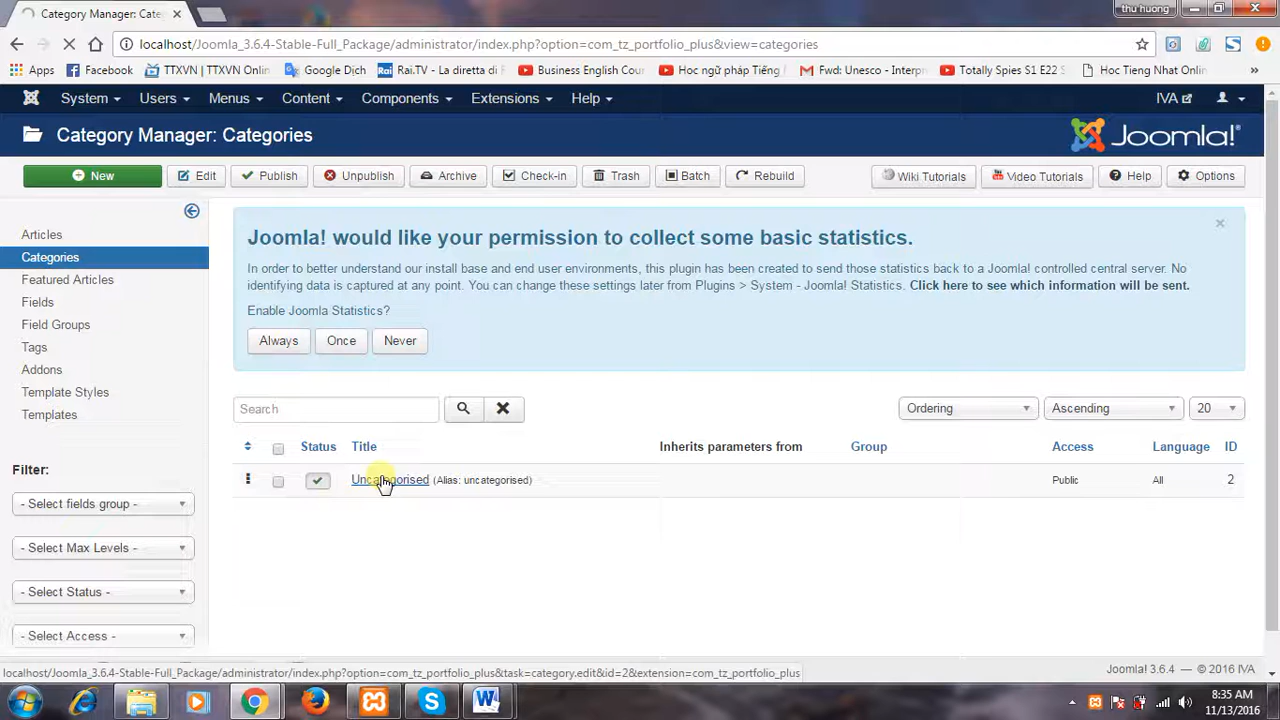 Category Manager: Cate
thu huong
localhost/Joomla_3.6.4-Stable-Full_Package/administrator/index.php?option=com_tz_portfolio_plus&view=categories
Apps
Facebook
TTXVN | TTXVN Onli
Google Dịch
Rai.TV - La diretta di
Business English Cou
Học ngữ pháp Tiếng
Fwd: Unesco - Interp
Totally Spies S1 E22
Hoc Tieng Nhat Onlin
System
Users
Menus
Content
Components
Extensions
Help
IVA
Category Manager: Categories
Joomla!
New
Edit
Publish
Unpublish
Archive
Check-in
Trash
Batch
Rebuild
Wiki Tutorials
Video Tutorials
Help
Options
Articles
Categories
Featured Articles
Fields
Field Groups
Tags
Addons
Template Styles
Templates
Filter:
- Select fields group -
- Select Max Levels -
- Select Status -
- Select Access -
Joomla! would like your permission to collect some basic statistics.
In order to better understand our install base and end user environments, this plugin has been created to send those statistics back to a Joomla! controlled central server. No
identifying data is captured at any point. You can change these settings later from Plugins > System - Joomla! Statistics. Click here to see which information will be sent.
Enable Joomla Statistics?
Always
Once
Never
Search
Ordering
Ascending
20
Status
Title
Inherits parameters from
Group
Access
Language
ID
Uncategorised (Alias: uncategorised)
Public
All
2
localhost/Joomla_3.6.4-Stable-Full_Package/administrator/index.php?option=com_tz_portfolio_plus&task=category.edit&id=2&extension=com_tz_portfolio_plus
Joomla! 3.6.4 — © 2016 IVA
8:35 AM
11/13/2016